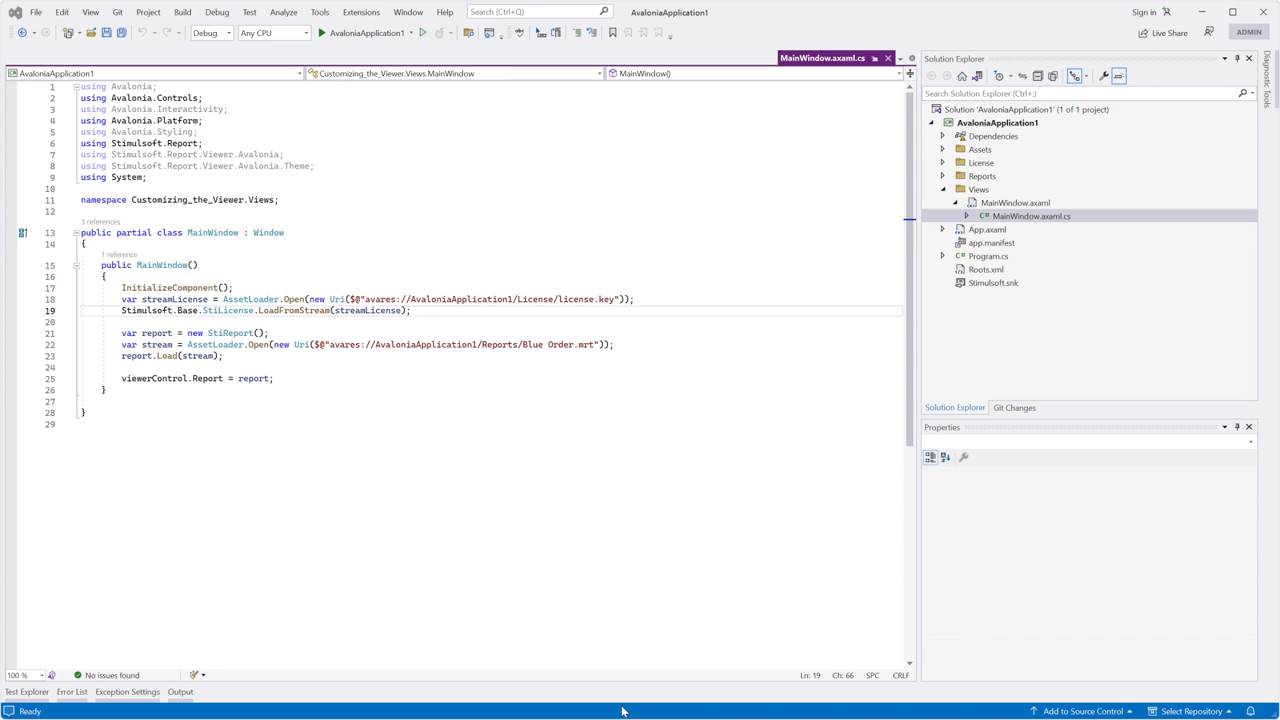 File Edit View Git Project Build Debug Test Analyze Tools Extensions Window Help Search (Ctrl+Q) AvaloniaApplication1 Sign in
Debug Any CPU AvaloniaApplication1 Live Share ADMIN
MainWindow.axaml.cs
AvaloniaApplication1 Customizing_the_Viewer.Views.MainWindow MainWindow()
1 using Avalonia;
2 using Avalonia.Controls;
3 using Avalonia.Interactivity;
4 using Avalonia.Platform;
5 using Avalonia.Styling;
6 using Stimulsoft.Report;
7 using Stimulsoft.Report.Viewer.Avalonia;
8 using Stimulsoft.Report.Viewer.Avalonia.Theme;
9 using System;
10
11 namespace Customizing_the_Viewer.Views;
12
3 references
13 public partial class MainWindow : Window
14 {
1 reference
15 public MainWindow()
16 {
17 InitializeComponent();
18 var streamLicense = AssetLoader.Open(new Uri($@"avares://AvaloniaApplication1/License/license.key"));
19 Stimulsoft.Base.StiLicense.LoadFromStream(streamLicense);
20
21 var report = new StiReport();
22 var stream = AssetLoader.Open(new Uri($@"avares://AvaloniaApplication1/Reports/Blue Order.mrt"));
23 report.Load(stream);
24
25 viewerControl.Report = report;
26 }
27
28 }
29
100 % No issues found Ln: 19 Ch: 66 SPC CRLF
Solution Explorer
Search Solution Explorer (Ctrl+;)
Solution 'AvaloniaApplication1' (1 of 1 project)
AvaloniaApplication1
Dependencies
Assets
License
Reports
Views
MainWindow.axaml
C# MainWindow.axaml.cs
App.axaml
app.manifest
C# Program.cs
Roots.xml
Stimulsoft.snk
Solution Explorer Git Changes
Properties
Diagnostic Tools
Test Explorer Error List Exception Settings Output
Ready Add to Source Control Select Repository